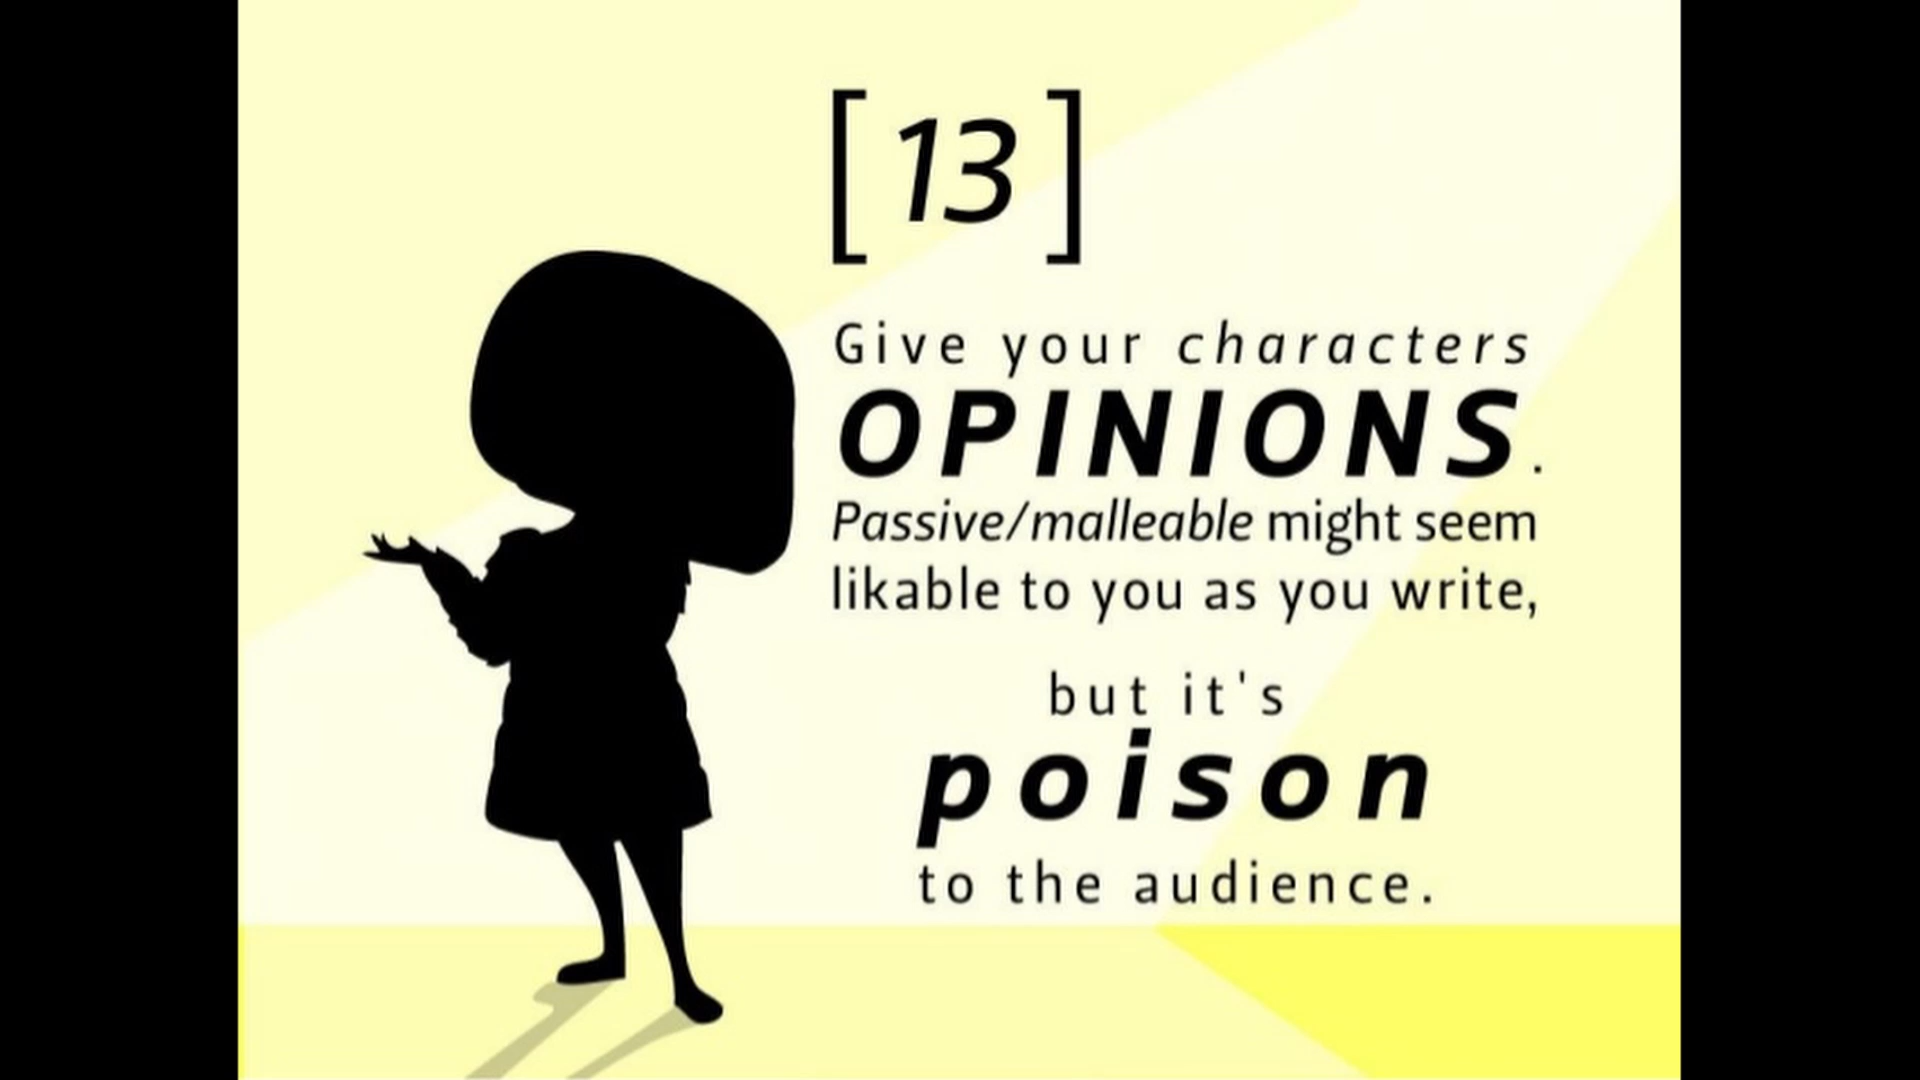 [ 13 ]
Give your characters
OPINIONS.
Passive/malleable might seem
likable to you as you write,
but it's
poison
to the audience.